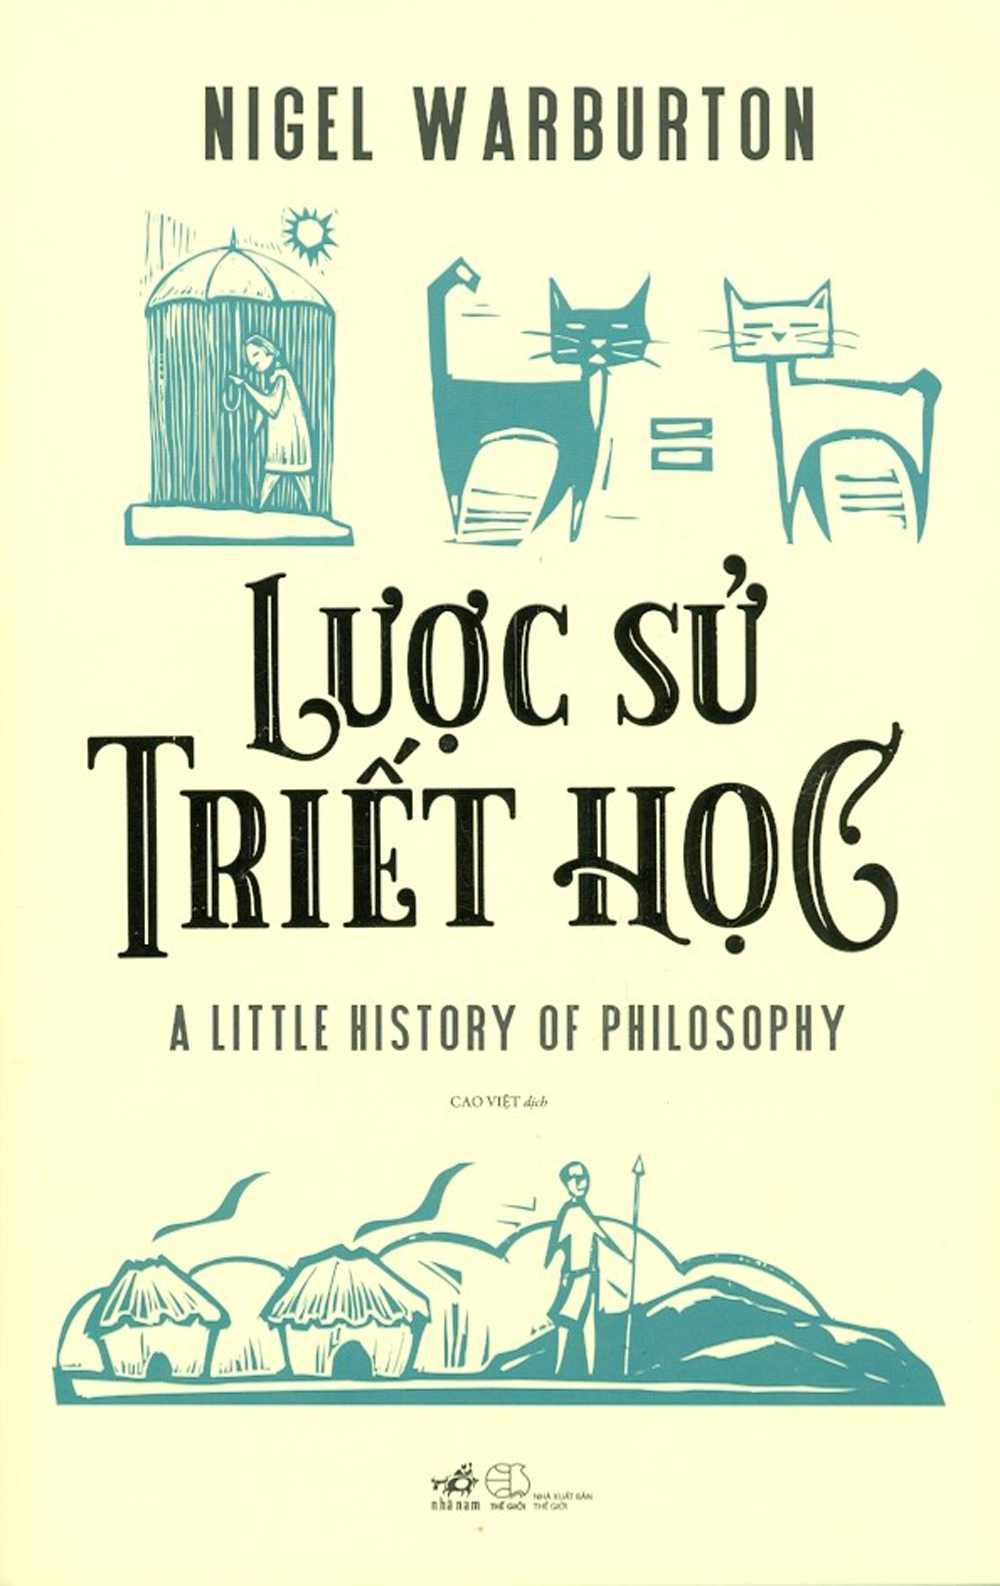 NIGEL WARBURTON
LƯỢC SỬ
TRIẾT HỌC
A LITTLE HISTORY OF PHILOSOPHY
CAO VIỆT dịch
nhã nam
THẾ GIỚI
NHÀ XUẤT BẢN
THẾ GIỚI